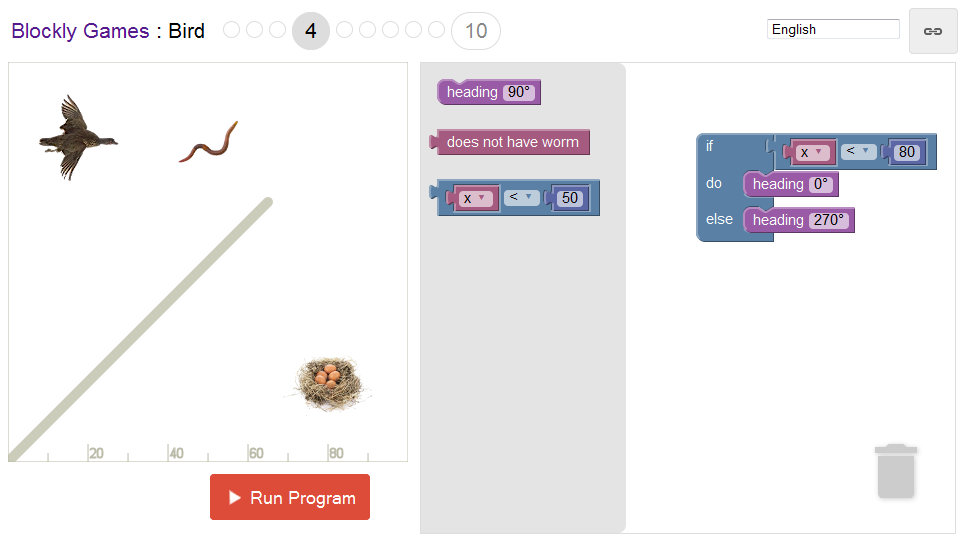 Blockly Games : Bird
4
10
English
heading 90°
does not have worm
x < 50
if x < 80
do heading 0°
else heading 270°
20 40 60 80
Run Program